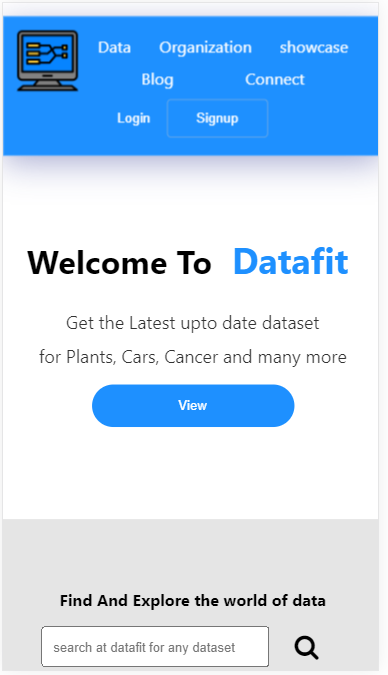 Data Organization showcase
Blog Connect
Login Signup
Welcome To Datafit
Get the Latest upto date dataset
for Plants, Cars, Cancer and many more
View
Find And Explore the world of data
search at datafit for any dataset